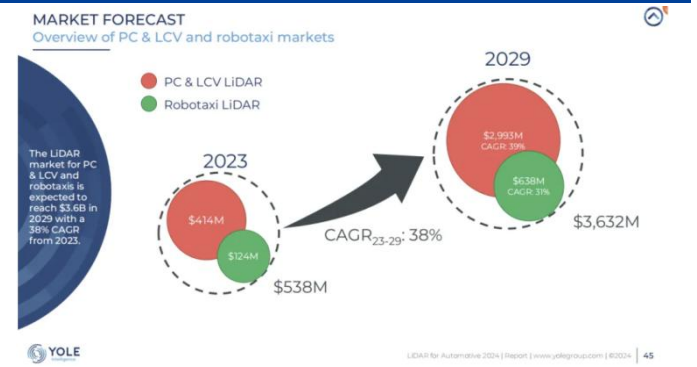 MARKET FORECAST
Overview of PC & LCV and robotaxi markets
PC & LCV LiDAR
Robotaxi LiDAR
The LiDAR
market for PC
& LCV and
robotaxis is
expected to
reach $3.6B in
2029 with a
38% CAGR
from 2023.
2023
$414M
$124M
$538M
CAGR23-29: 38%
2029
$2,993M
CAGR: 39%
$638M
CAGR: 31%
$3,632M
YOLE
Intelligence
LiDAR for Automotive 2024 | Report | www.yolegroup.com | ©2024 | 45